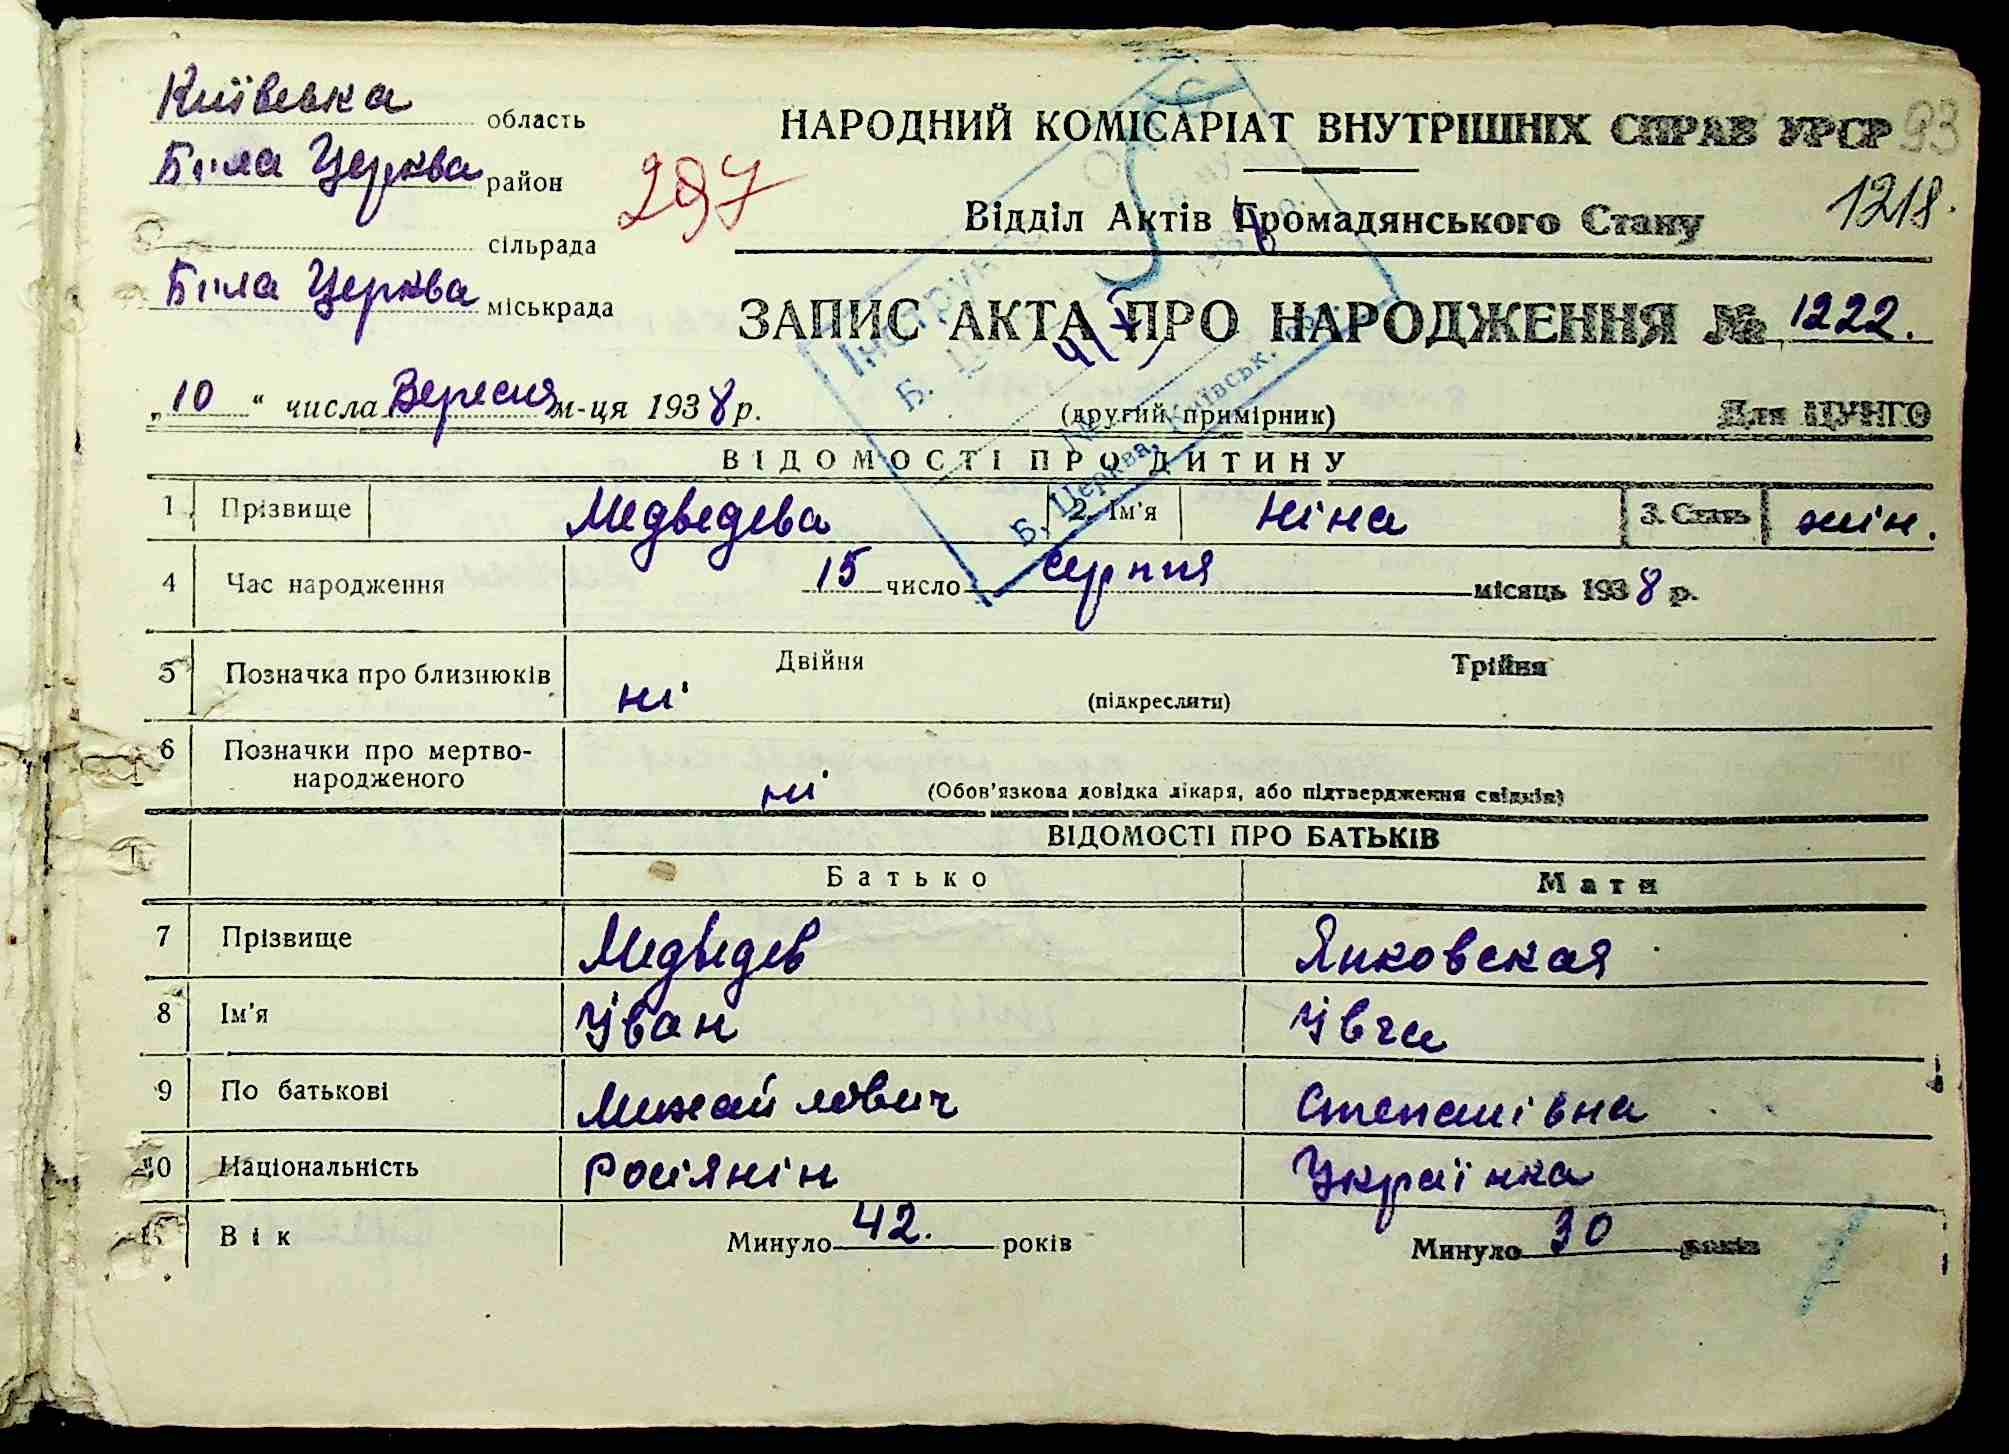 Київська область
Біла Церква район
сільрада
Біла Церква міськрада
297
НАРОДНИЙ КОМІСАРІАТ ВНУТРІШНІХ СПРАВ УРСР
93
Відділ Актів Громадянського Стану
1218.
ЗАПИС АКТА ПРО НАРОДЖЕННЯ № 1222.
„10“ числа Вересня м-ця 1938 р.
(другий примірник)
Для ЦУНГО
Б. Церква, Київськ.
ВІДОМОСТІ ПРО ДИТИНУ
1 Прізвище Медведева 2. Ім'я Ніна 3. Стать жін.
4 Час народження 15 число серпня місяць 1938 р.
5 Позначка про близнюків ні Двійня Трійня
(підкреслити)
6 Позначки про мертво-
народженого ні (Обов'язкова довідка лікаря, або підтвердження свідків)
ВІДОМОСТІ ПРО БАТЬКІВ
Батько Мати
7 Прізвище Медведев Янковская
8 Ім'я Іван Івга
9 По батькові Михайлович Степанівна
10 Національність Росіянін Українка
Вік Минуло 42. років Минуло 30 років